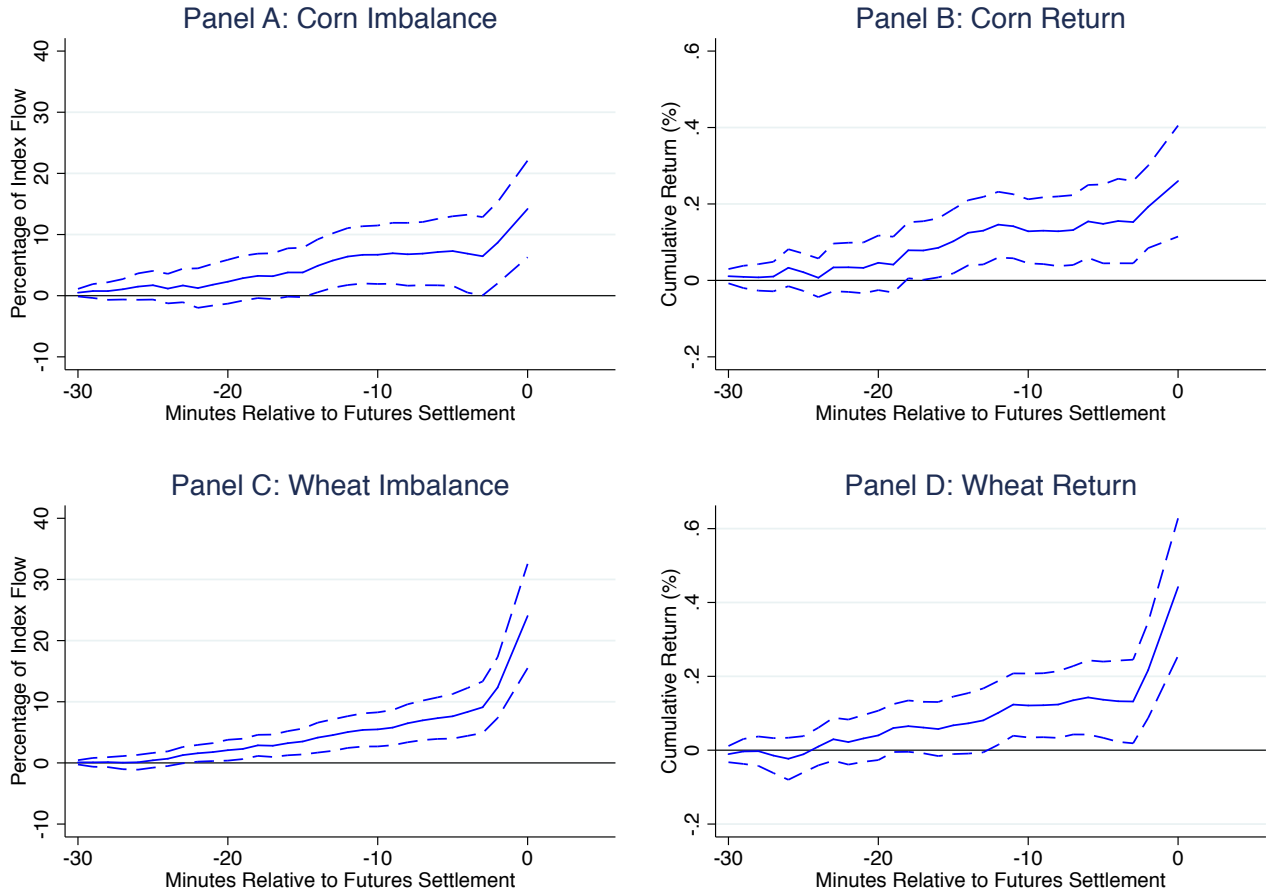 Panel A: Corn Imbalance
Percentage of Index Flow
40
30
20
10
0
-10
-30 -20 -10 0
Minutes Relative to Futures Settlement
Panel B: Corn Return
Cumulative Return (%)
.6
.4
.2
0
-.2
-30 -20 -10 0
Minutes Relative to Futures Settlement
Panel C: Wheat Imbalance
Percentage of Index Flow
40
30
20
10
0
-10
-30 -20 -10 0
Minutes Relative to Futures Settlement
Panel D: Wheat Return
Cumulative Return (%)
.6
.4
.2
0
-.2
-30 -20 -10 0
Minutes Relative to Futures Settlement